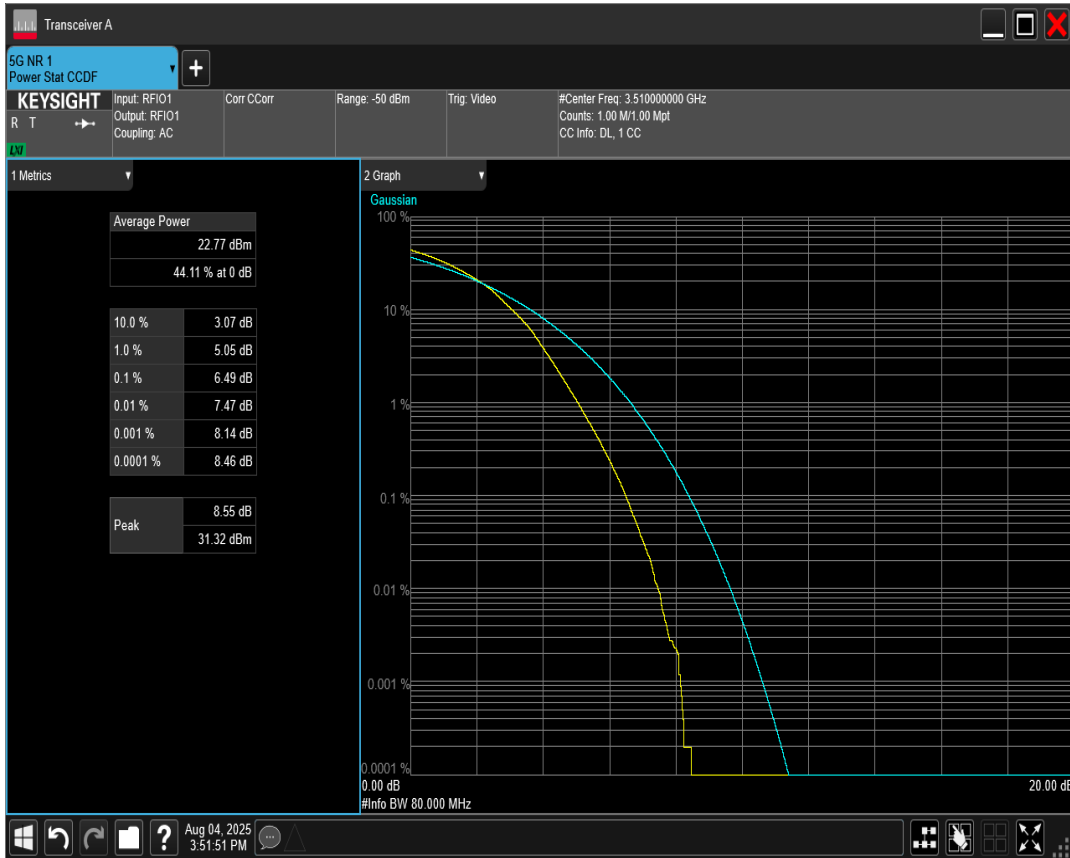 Transceiver A
5G NR 1
Power Stat CCDF
+
KEYSIGHT
R T
LXI
Input: RFIO1
Output: RFIO1
Coupling: AC
Corr CCorr
Range: -50 dBm
Trig: Video
#Center Freq: 3.510000000 GHz
Counts: 1.00 M/1.00 Mpt
CC Info: DL, 1 CC
1 Metrics
Average Power
22.77 dBm
44.11 % at 0 dB
10.0 % 3.07 dB
1.0 % 5.05 dB
0.1 % 6.49 dB
0.01 % 7.47 dB
0.001 % 8.14 dB
0.0001 % 8.46 dB
Peak
8.55 dB
31.32 dBm
2 Graph
Gaussian
100 %
10 %
1 %
0.1 %
0.01 %
0.001 %
0.0001 %
0.00 dB 20.00 dB
#Info BW 80.000 MHz
?
Aug 04, 2025
3:51:51 PM